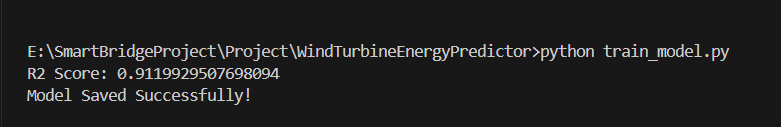 E:\SmartBridgeProject\Project\WindTurbineEnergyPredictor>python train_model.py
R2 Score: 0.9119929507698094
Model Saved Successfully!